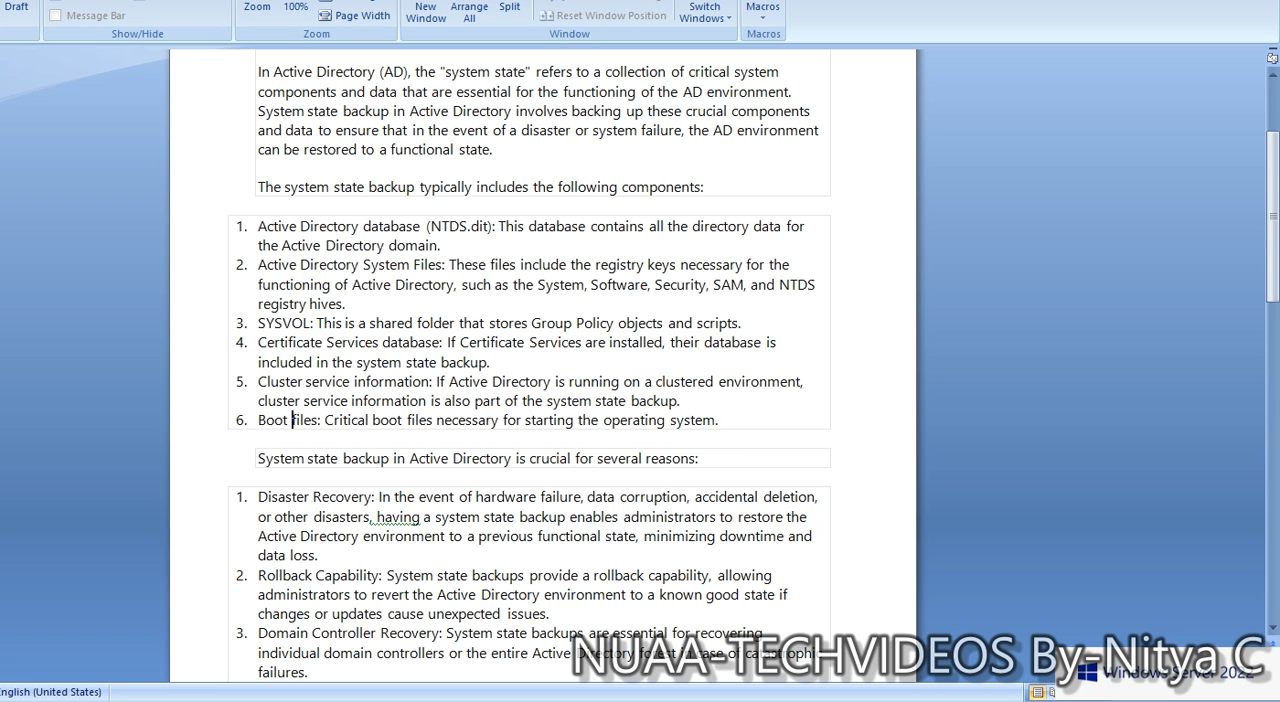 Draft
Message Bar
Show/Hide
Zoom
100%
Page Width
Zoom
New Window
Arrange All
Split
Reset Window Position
Switch Windows
Window
Macros
Macros
In Active Directory (AD), the "system state" refers to a collection of critical system
components and data that are essential for the functioning of the AD environment.
System state backup in Active Directory involves backing up these crucial components
and data to ensure that in the event of a disaster or system failure, the AD environment
can be restored to a functional state.
The system state backup typically includes the following components:
1. Active Directory database (NTDS.dit): This database contains all the directory data for
the Active Directory domain.
2. Active Directory System Files: These files include the registry keys necessary for the
functioning of Active Directory, such as the System, Software, Security, SAM, and NTDS
registry hives.
3. SYSVOL: This is a shared folder that stores Group Policy objects and scripts.
4. Certificate Services database: If Certificate Services are installed, their database is
included in the system state backup.
5. Cluster service information: If Active Directory is running on a clustered environment,
cluster service information is also part of the system state backup.
6. Boot files: Critical boot files necessary for starting the operating system.
System state backup in Active Directory is crucial for several reasons:
1. Disaster Recovery: In the event of hardware failure, data corruption, accidental deletion,
or other disasters, having a system state backup enables administrators to restore the
Active Directory environment to a previous functional state, minimizing downtime and
data loss.
2. Rollback Capability: System state backups provide a rollback capability, allowing
administrators to revert the Active Directory environment to a known good state if
changes or updates cause unexpected issues.
3. Domain Controller Recovery: System state backups are essential for recovering
individual domain controllers or the entire Active Directory forest in case of catastrophic
failures.
NUAA-TECHVIDEOS By-Nitya C
Windows Server 2022
English (United States)